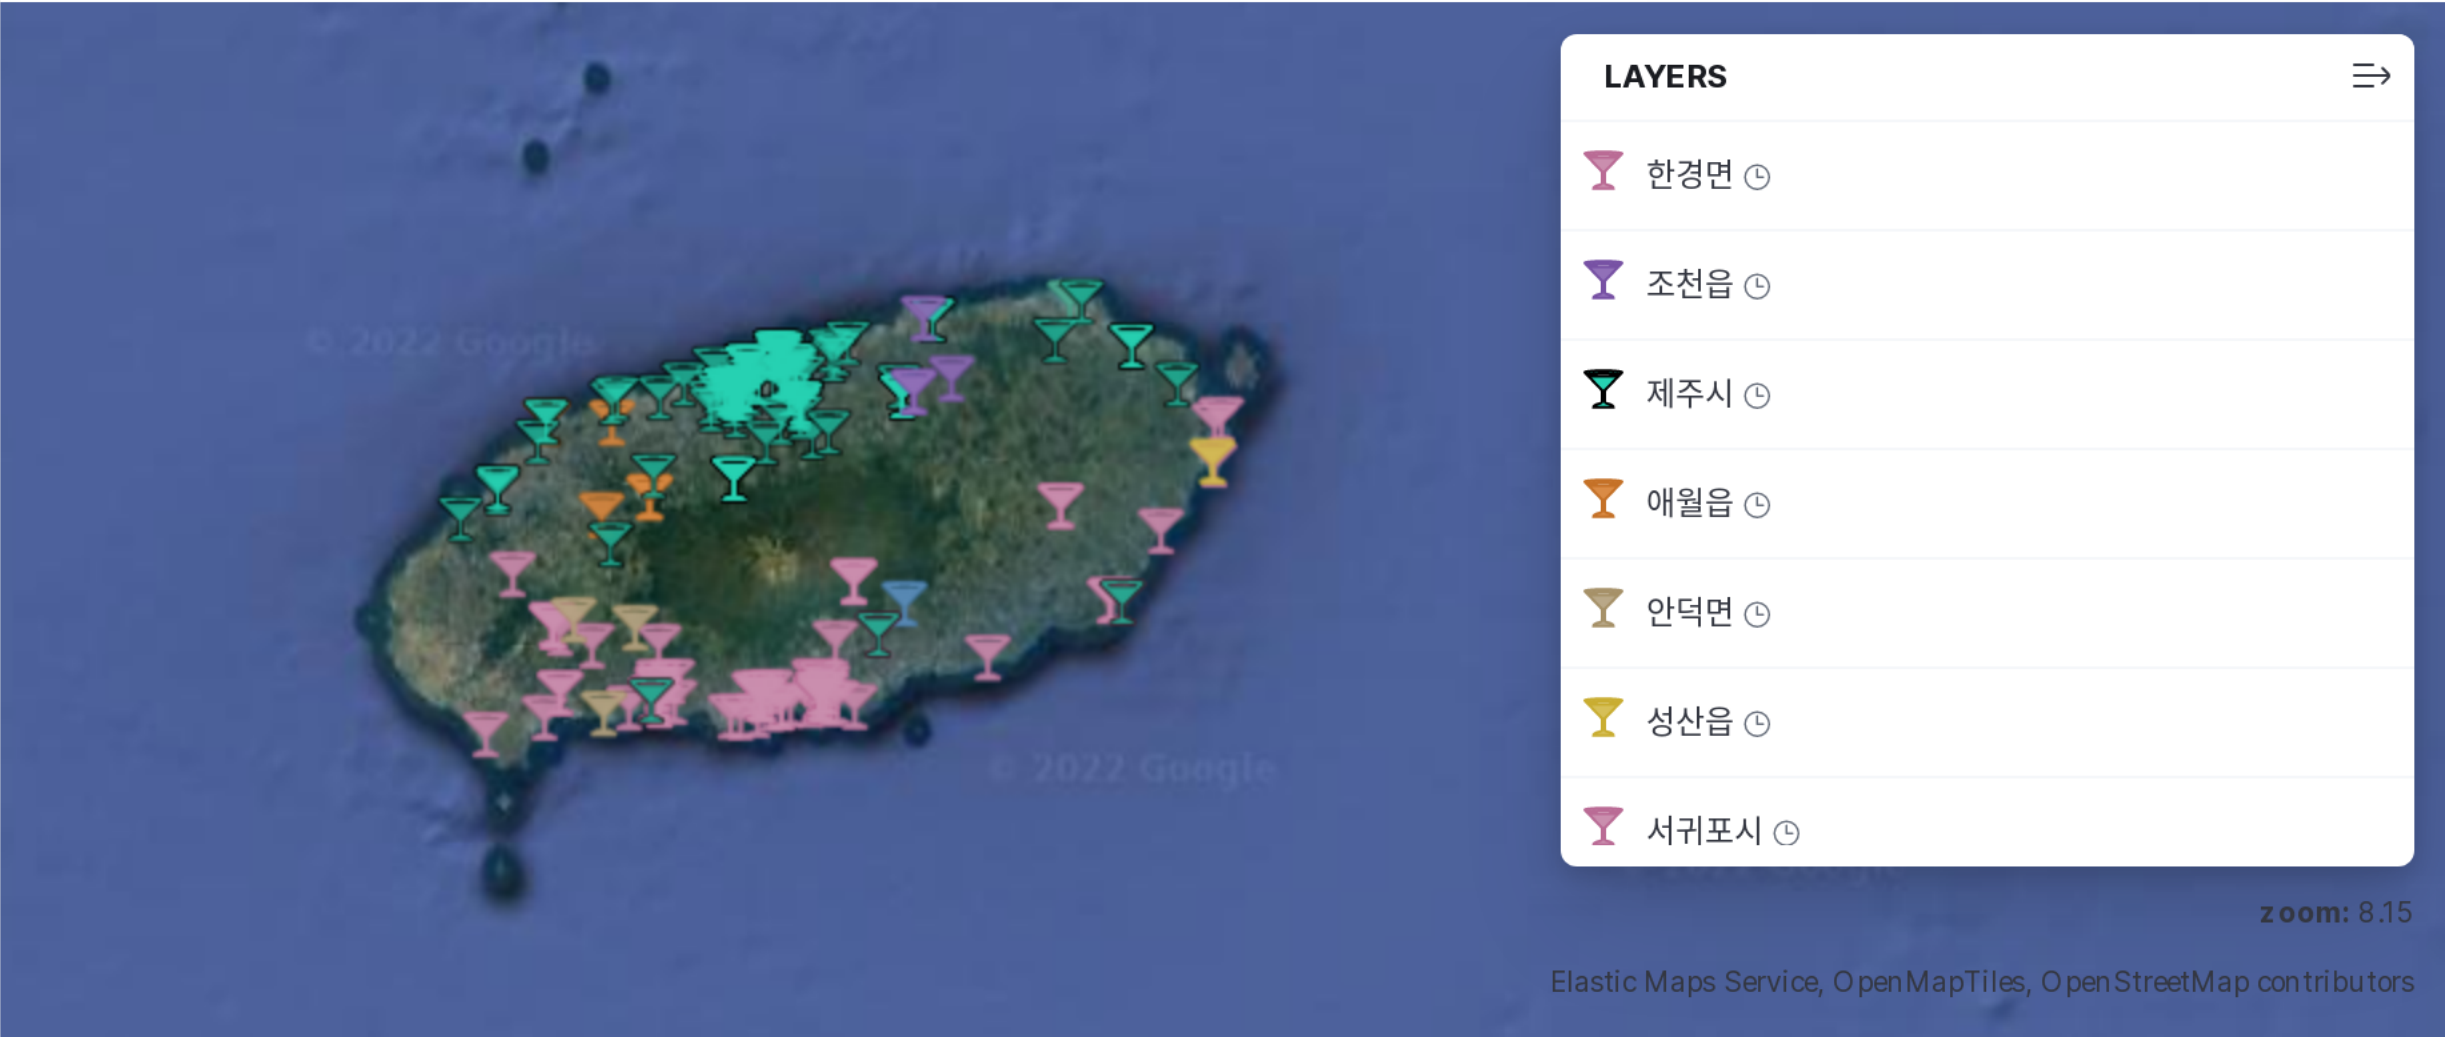 LAYERS
한경면
조천읍
제주시
애월읍
안덕면
성산읍
서귀포시
© 2022 Google
© 2022 Google
zoom: 8.15
Elastic Maps Service, OpenMapTiles, OpenStreetMap contributors